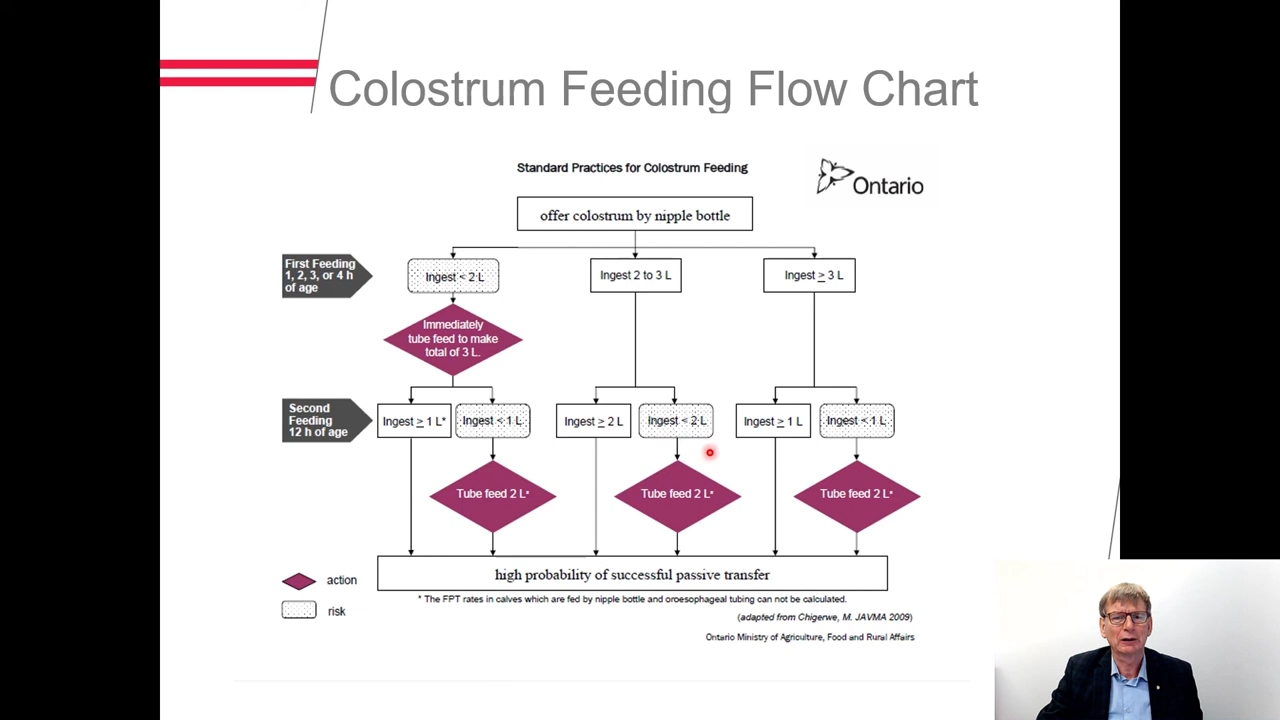 Colostrum Feeding Flow Chart
Standard Practices for Colostrum Feeding
Ontario
offer colostrum by nipple bottle
First Feeding
1, 2, 3, or 4 h
of age
Ingest < 2 L
Ingest 2 to 3 L
Ingest ≥ 3 L
Immediately
tube feed to make
total of 3 L.
Second
Feeding
12 h of age
Ingest ≥ 1 L*
Ingest < 1 L
Ingest ≥ 2 L
Ingest < 2 L
Ingest ≥ 1 L
Ingest < 1 L
Tube feed 2 L*
Tube feed 2 L*
Tube feed 2 L*
high probability of successful passive transfer
action
risk
* The FPT rates in calves which are fed by nipple bottle and oroesophageal tubing can not be calculated.
(adapted from Chigerwe, M. JAVMA 2009)
Ontario Ministry of Agriculture, Food and Rural Affairs